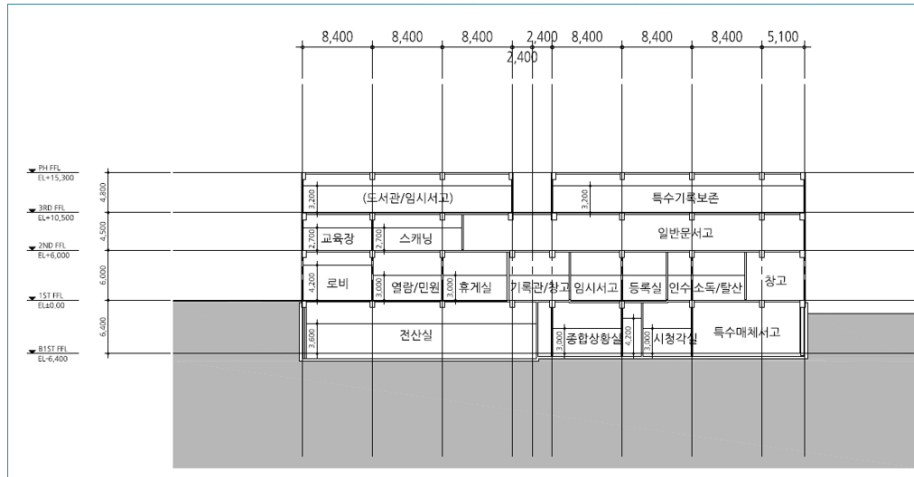 8,400 8,400 8,400 2,400 8,400 8,400 8,400 5,100
2,400
PH FFL
EL+15,300
4,800
3,200
(도서관/임시서고)
3,200
특수기록보존
3RD FFL
EL+10,500
4,500
2,700
교육장
2,700
스캐닝
일반문서고
2ND FFL
EL+6,000
6,000
4,200
로비
3,000
열람/민원
3,000
휴게실
기록관/창고
임시서고
등록실
인수
소독/탈산
창고
1ST FFL
EL±0.00
6,400
3,600
전산실
3,000
종합상황실
4,200
3,000
시청각실
특수매체서고
B1ST FFL
EL-6,400